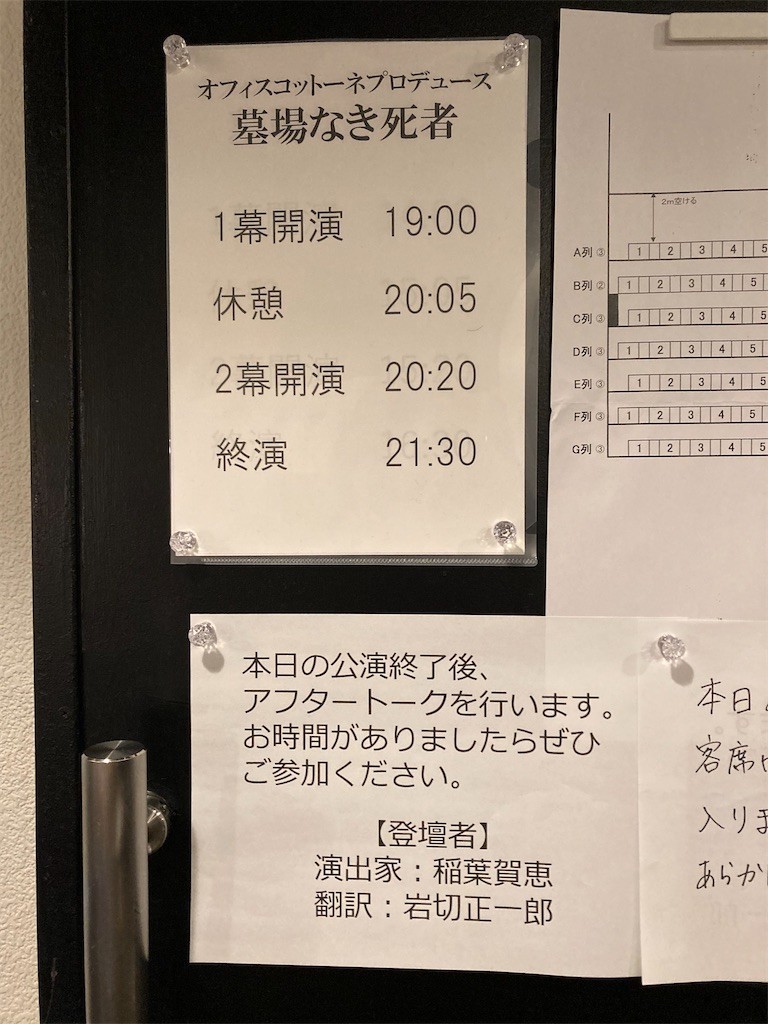 オフィスコットーネプロデュース
墓場なき死者
1幕開演 19:00
休憩 20:05
2幕開演 20:20
終演 21:30
2m空ける
A列 ③ 1 2 3 4 5
B列 ② 1 2 3 4 5
C列 ③ 1 2 3 4 5
D列 ③ 1 2 3 4 5
E列 ③ 1 2 3 4 5
F列 ③ 1 2 3 4 5
G列 ③ 1 2 3 4 5
本日の公演終了後、
アフタートークを行います。
お時間がありましたらぜひ
ご参加ください。
【登壇者】
演出家：稲葉賀恵
翻訳：岩切正一郎
本日
客席
入りま
あらか